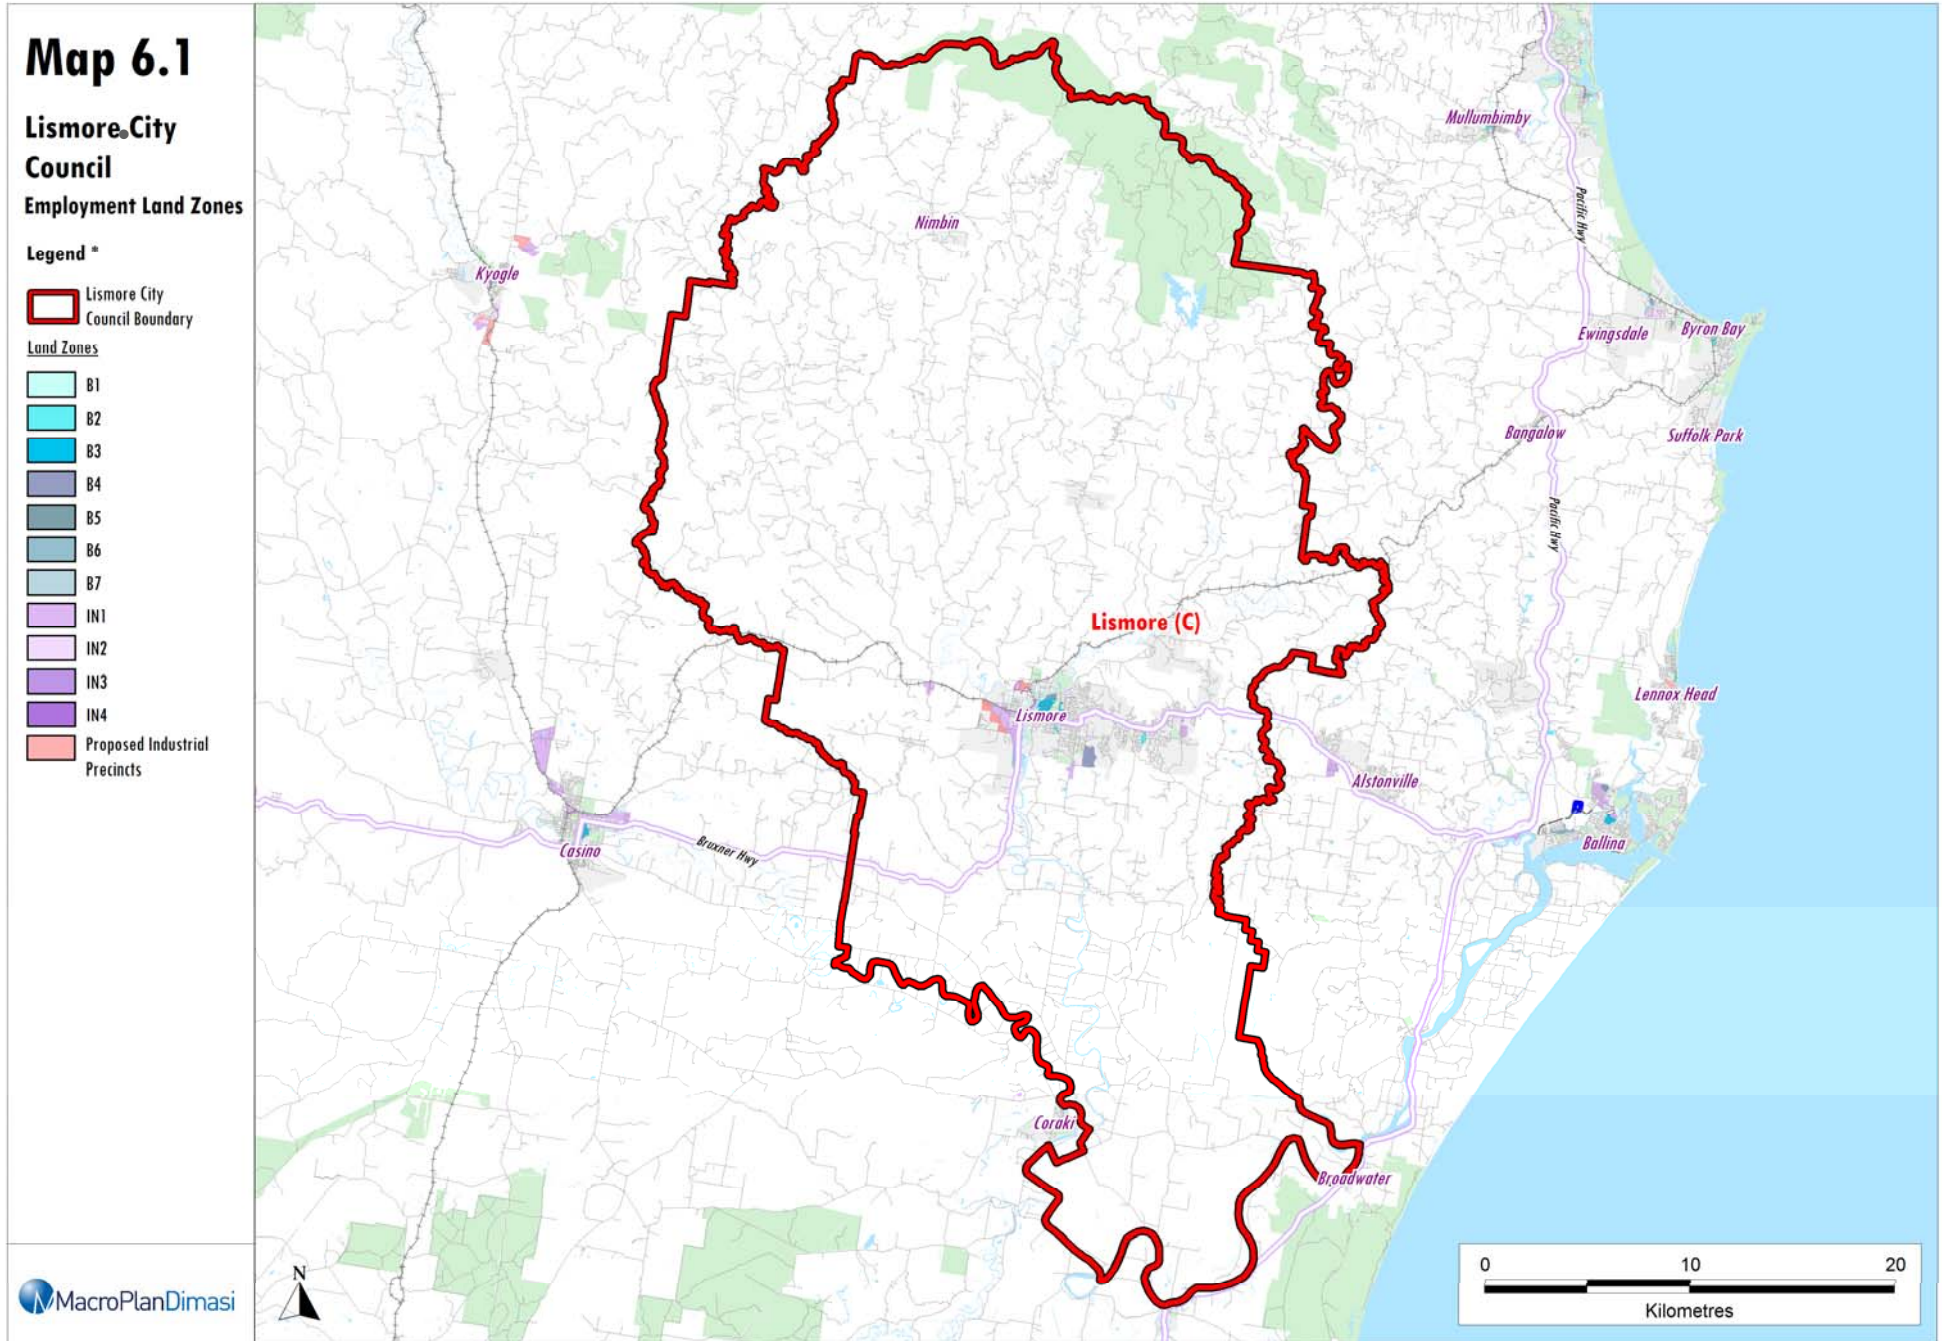 Map 6.1
Lismore City
Council
Employment Land Zones
Legend *
Lismore City
Council Boundary
Land Zones
B1
B2
B3
B4
B5
B6
B7
IN1
IN2
IN3
IN4
Proposed Industrial
Precincts
MacroPlanDimasi
Mullumbimby
Pacific Hwy
Nimbin
Kyogle
Ewingsdale
Byron Bay
Bangalow
Suffolk Park
Pacific Hwy
Lismore (C)
Lennox Head
Lismore
Alstonville
Casino
Bruxner Hwy
Ballina
Coraki
Broadwater
N
0 10 20
Kilometres